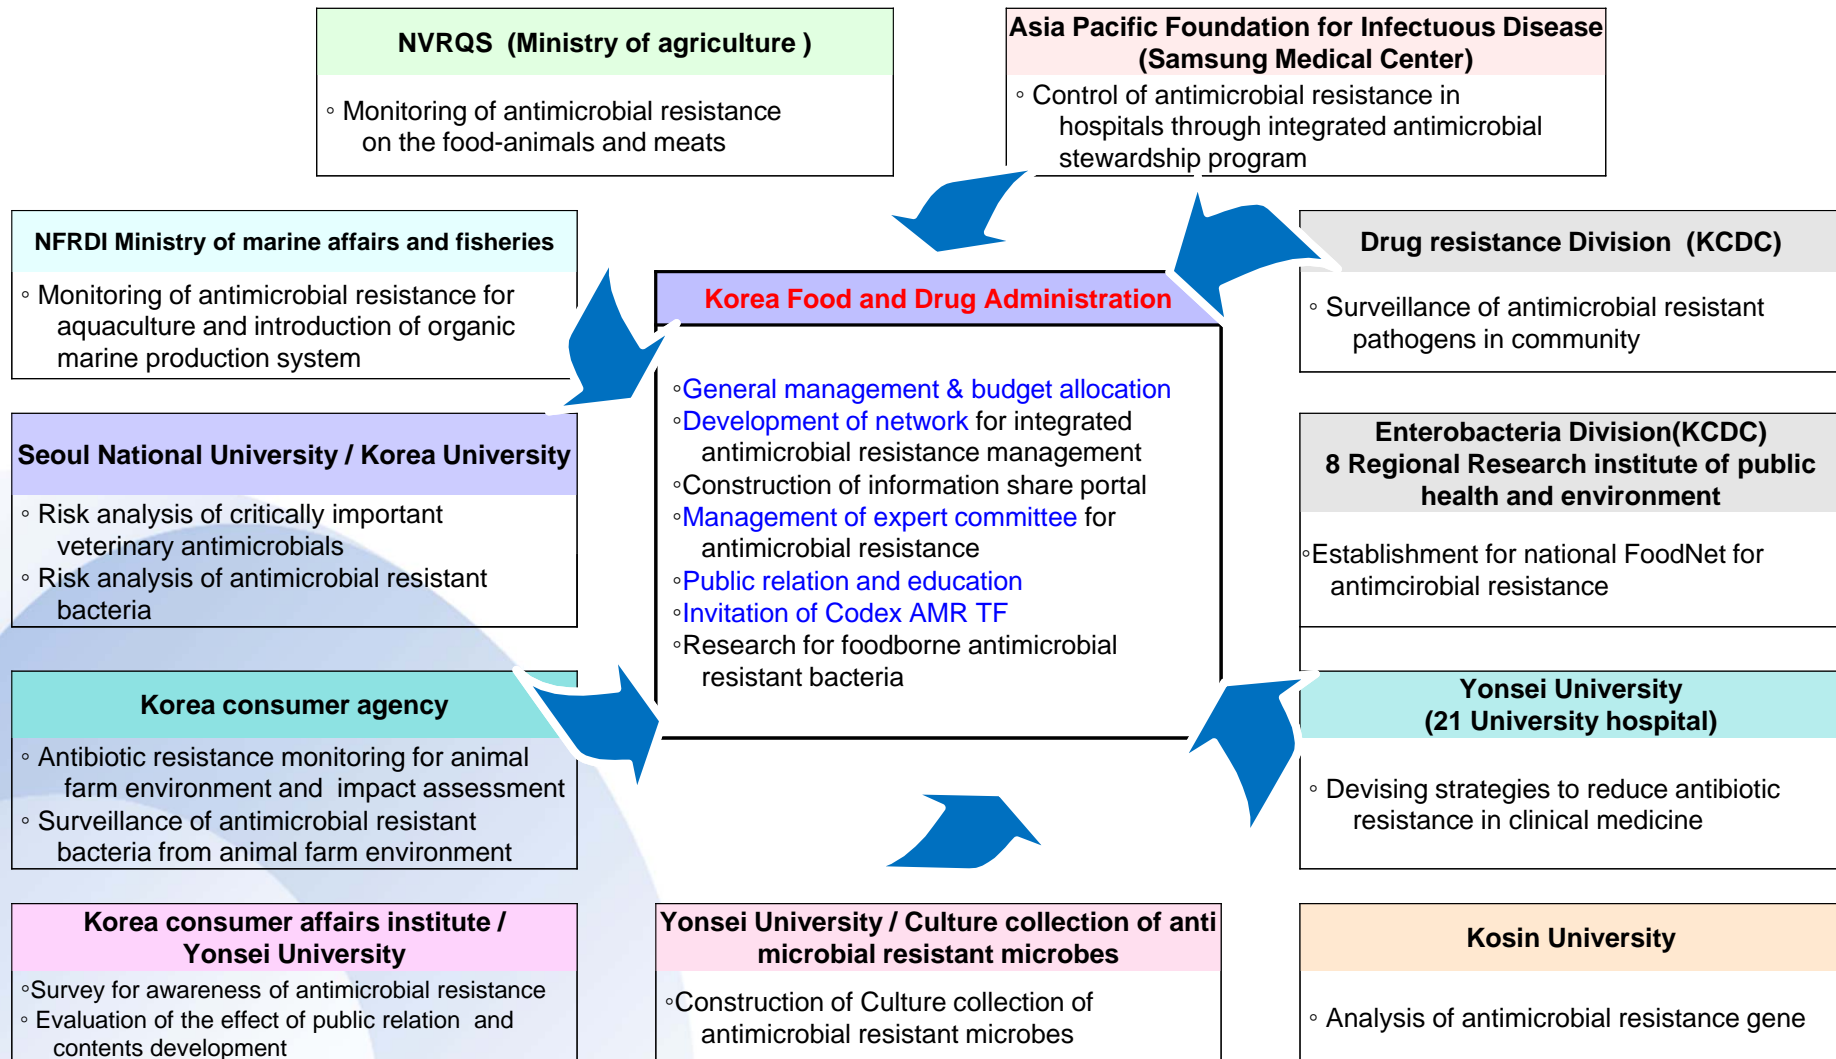 NVRQS (Ministry of agriculture )
◦ Monitoring of antimicrobial resistance
on the food-animals and meats
Asia Pacific Foundation for Infectuous Disease
(Samsung Medical Center)
◦ Control of antimicrobial resistance in
hospitals through integrated antimicrobial
stewardship program
NFRDI Ministry of marine affairs and fisheries
◦ Monitoring of antimicrobial resistance for
aquaculture and introduction of organic
marine production system
Drug resistance Division (KCDC)
◦ Surveillance of antimicrobial resistant
pathogens in community
Korea Food and Drug Administration
◦General management & budget allocation
◦Development of network for integrated
antimicrobial resistance management
◦Construction of information share portal
◦Management of expert committee for
antimicrobial resistance
◦Public relation and education
◦Invitation of Codex AMR TF
◦Research for foodborne antimicrobial
resistant bacteria
Seoul National University / Korea University
◦ Risk analysis of critically important
veterinary antimicrobials
◦ Risk analysis of antimicrobial resistant
bacteria
Enterobacteria Division(KCDC)
8 Regional Research institute of public
health and environment
◦Establishment for national FoodNet for
antimcirobial resistance
Korea consumer agency
◦ Antibiotic resistance monitoring for animal
farm environment and impact assessment
◦ Surveillance of antimicrobial resistant
bacteria from animal farm environment
Yonsei University
(21 University hospital)
◦ Devising strategies to reduce antibiotic
resistance in clinical medicine
Korea consumer affairs institute /
Yonsei University
◦Survey for awareness of antimicrobial resistance
◦ Evaluation of the effect of public relation and
contents development
Yonsei University / Culture collection of anti
microbial resistant microbes
◦Construction of Culture collection of
antimicrobial resistant microbes
Kosin University
◦ Analysis of antimicrobial resistance gene